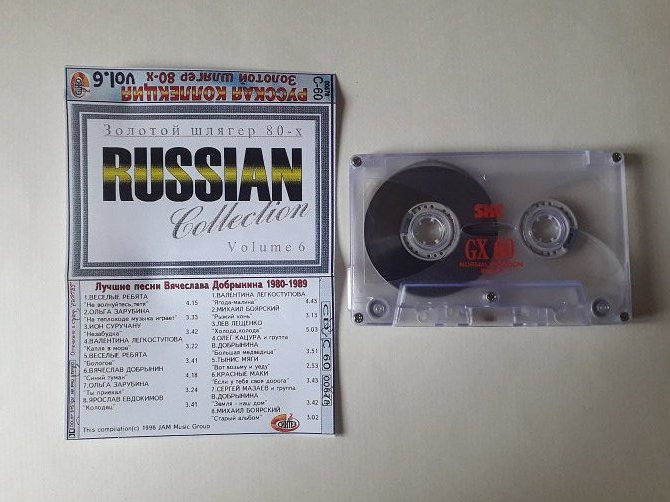 РУССКАЯ КОЛЛЕКЦИЯ
Золотой шлягер 80-х
vol.6
C-60
Золотой шлягер 80-х
RUSSIAN
Collection
Volume 6
Лучшие песни Вячеслава Добрынина 1980-1989
1.ВЕСЕЛЫЕ РЕБЯТА
"Не волнуйтесь,тетя" 4.15
2.ОЛЬГА ЗАРУБИНА
"На теплоходе музыка играет" 3.33
3.ИОН СУРУЧАНУ
"Незабудка" 3.42
4.ВАЛЕНТИНА ЛЕГКОСТУПОВА
"Капля в море" 3.22
5.ВЕСЕЛЫЕ РЕБЯТА
"Бологое" 3.41
6.ВЯЧЕСЛАВ ДОБРЫНИН
"Синий туман" 4.18
7.ОЛЬГА ЗАРУБИНА
"Ты приехал" 3.24
8.ЯРОСЛАВ ЕВДОКИМОВ
"Колодец" 3.41
1.ВАЛЕНТИНА ЛЕГКОСТУПОВА
"Ягода-малина" 4.43
2.МИХАИЛ БОЯРСКИЙ
"Рыжий конь" 3.13
3.ЛЕВ ЛЕЩЕНКО
"Холода,холода" 5.03
4.ОЛЕГ КАЦУРА и группа
В.ДОБРЫНИНА
"Большая медведица" 3.51
5.ТЫНИС МЯГИ
"Вот возьму и уеду" 2.53
6.КРАСНЫЕ МАКИ
"Если у тебя своя дорога" 3.43
7.СЕРГЕЙ МАЗАЕВ и группа
В.ДОБРЫНИНА
"Земля - наш дом" 3.42
8.МИХАИЛ БОЯРСКИЙ
"Старый альбом" 3.02
This compilation(c) 1996 JAM Music Group
GX 60